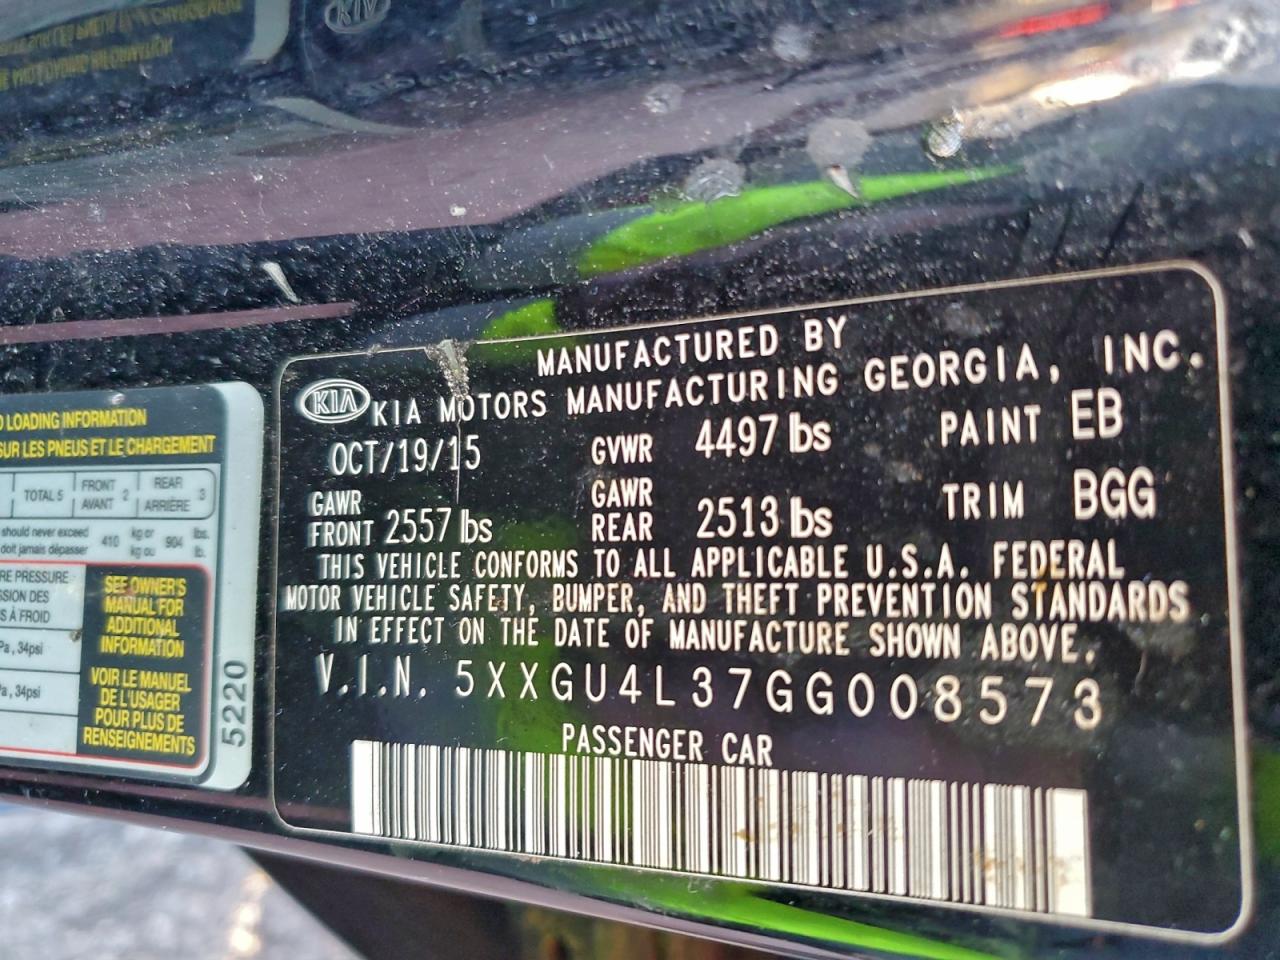 MANUFACTURED BY
KIA KIA MOTORS MANUFACTURING GEORGIA, INC.
OCT/19/15 GVWR 4497 lbs PAINT EB
GAWR FRONT 2557 lbs GAWR REAR 2513 lbs TRIM BGG
THIS VEHICLE CONFORMS TO ALL APPLICABLE U.S.A. FEDERAL
MOTOR VEHICLE SAFETY, BUMPER, AND THEFT PREVENTION STANDARDS
IN EFFECT ON THE DATE OF MANUFACTURE SHOWN ABOVE.
V.I.N. 5XXGU4L37GG008573
PASSENGER CAR
LOADING INFORMATION
SUR LES PNEUS ET LE CHARGEMENT
TOTAL 5 FRONT AVANT 2 REAR ARRIÈRE 3
should never exceed 410 kg or 904 lbs.
doit jamais dépasser kg ou lb.
PRESSURE
DES
À FROID
34psi
34psi
SEE OWNER'S
MANUAL FOR
ADDITIONAL
INFORMATION
VOIR LE MANUEL
DE L'USAGER
POUR PLUS DE
RENSEIGNEMENTS
5220